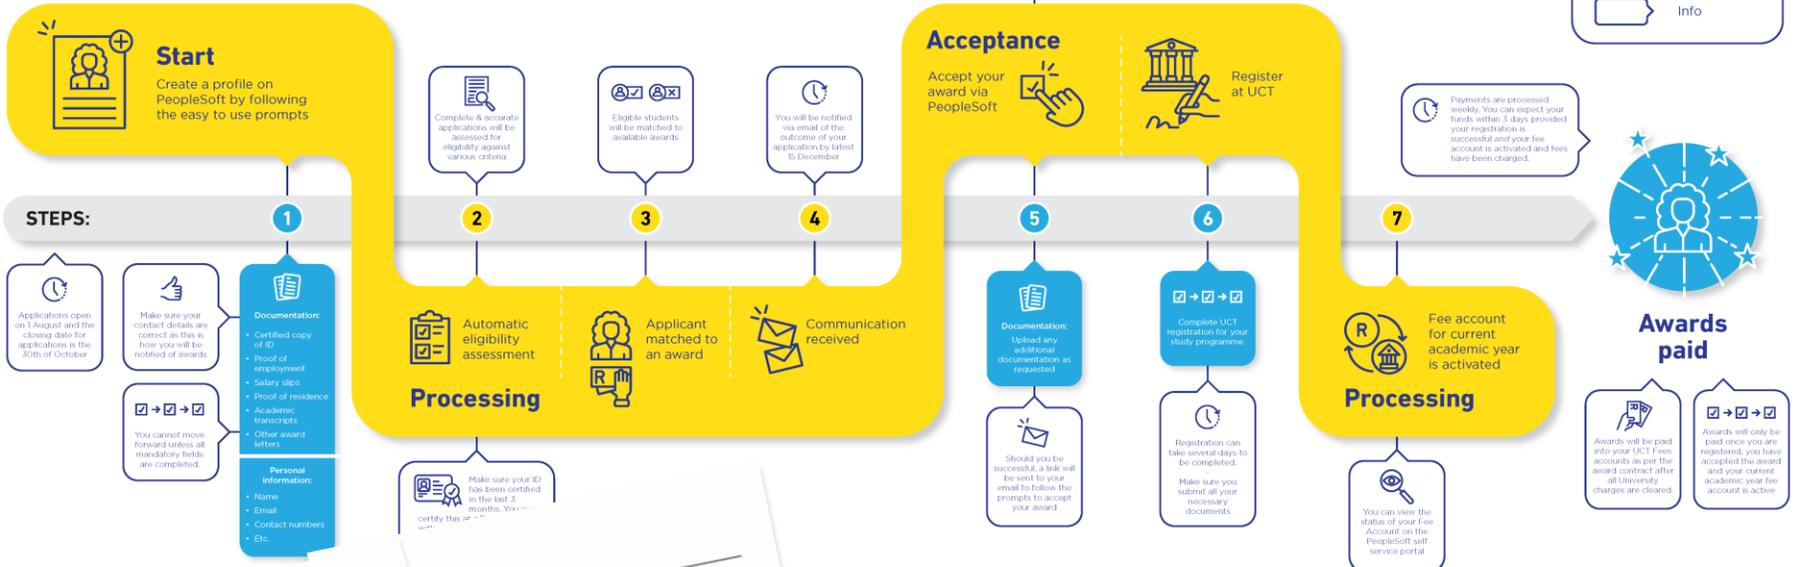 Start
Create a profile on
PeopleSoft by following
the easy to use prompts
Complete & accurate
applications will be
assessed for
eligibility against
various criteria
Eligible students
will be matched to
available awards
You will be notified
via email of the
outcome of your
application by latest
15 December
Acceptance
Accept your
award via
PeopleSoft
Register
at UCT
Info
Payments are processed
weekly. You can expect your
funds within 3 days provided
your registration is
successful and your fee
account is activated and fees
have been charged.
STEPS:
1
2
3
4
5
6
7
Applications open
on 1 August and the
closing date for
applications is the
30th of October
Make sure your
contact details are
correct as this is
how you will be
notified of awards
You cannot move
forward unless all
mandatory fields
are completed.
Documentation:
• Certified copy
of ID
• Proof of
employment
• Salary slips
• Proof of residence
• Academic
transcripts
• Other award
letters
Personal
information:
• Name
• Email
• Contact numbers
• Etc.
Automatic
eligibility
assessment
R
Applicant
matched to
an award
Communication
received
Processing
Make sure your ID
has been certified
in the last 3
months.
certify this
Documentation:
Upload any
additional
documentation as
requested
Should you be
successful, a link will
be sent to your
email to follow the
prompts to accept
your award
Complete UCT
registration for your
study programme.
Registration can
take several days to
be completed.
Make sure you
submit all your
necessary
documents
R
Fee account
for current
academic year
is activated
Processing
You can view the
status of your Fee
Account on the
PeopleSoft self
service portal
Awards
paid
Awards will be paid
into your UCT Fees
accounts as per the
award contract after
all University
charges are cleared.
Awards will only be
paid once you are
registered, you have
accepted the award
and your current
academic year fee
account is active